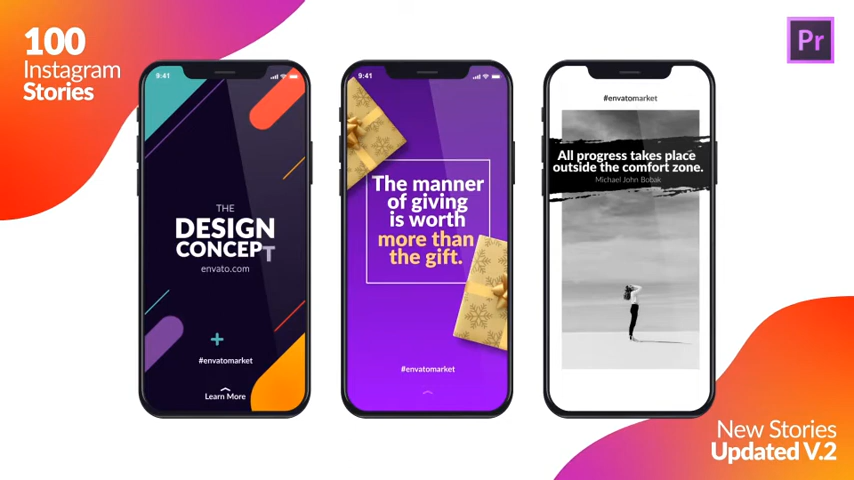 100
Instagram
Stories
Pr
9:41
THE
DESIGN
CONCEPT
envato.com
#envatomarket
Learn More
9:41
The manner
of giving
is worth
more than
the gift.
#envatomarket
#envatomarket
All progress takes place
outside the comfort zone.
Michael John Bobak
New Stories
Updated V.2